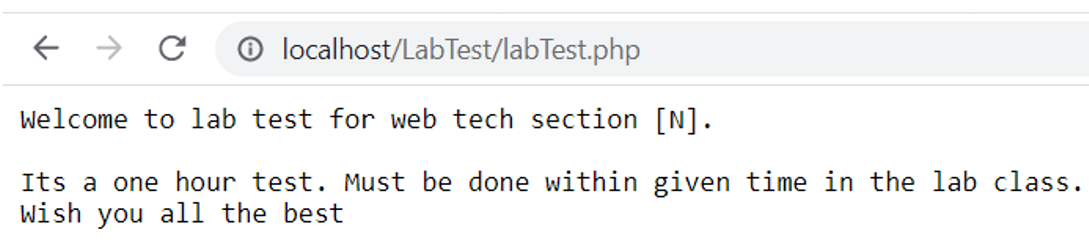 localhost/LabTest/labTest.php
Welcome to lab test for web tech section [N].
Its a one hour test. Must be done within given time in the lab class.
Wish you all the best